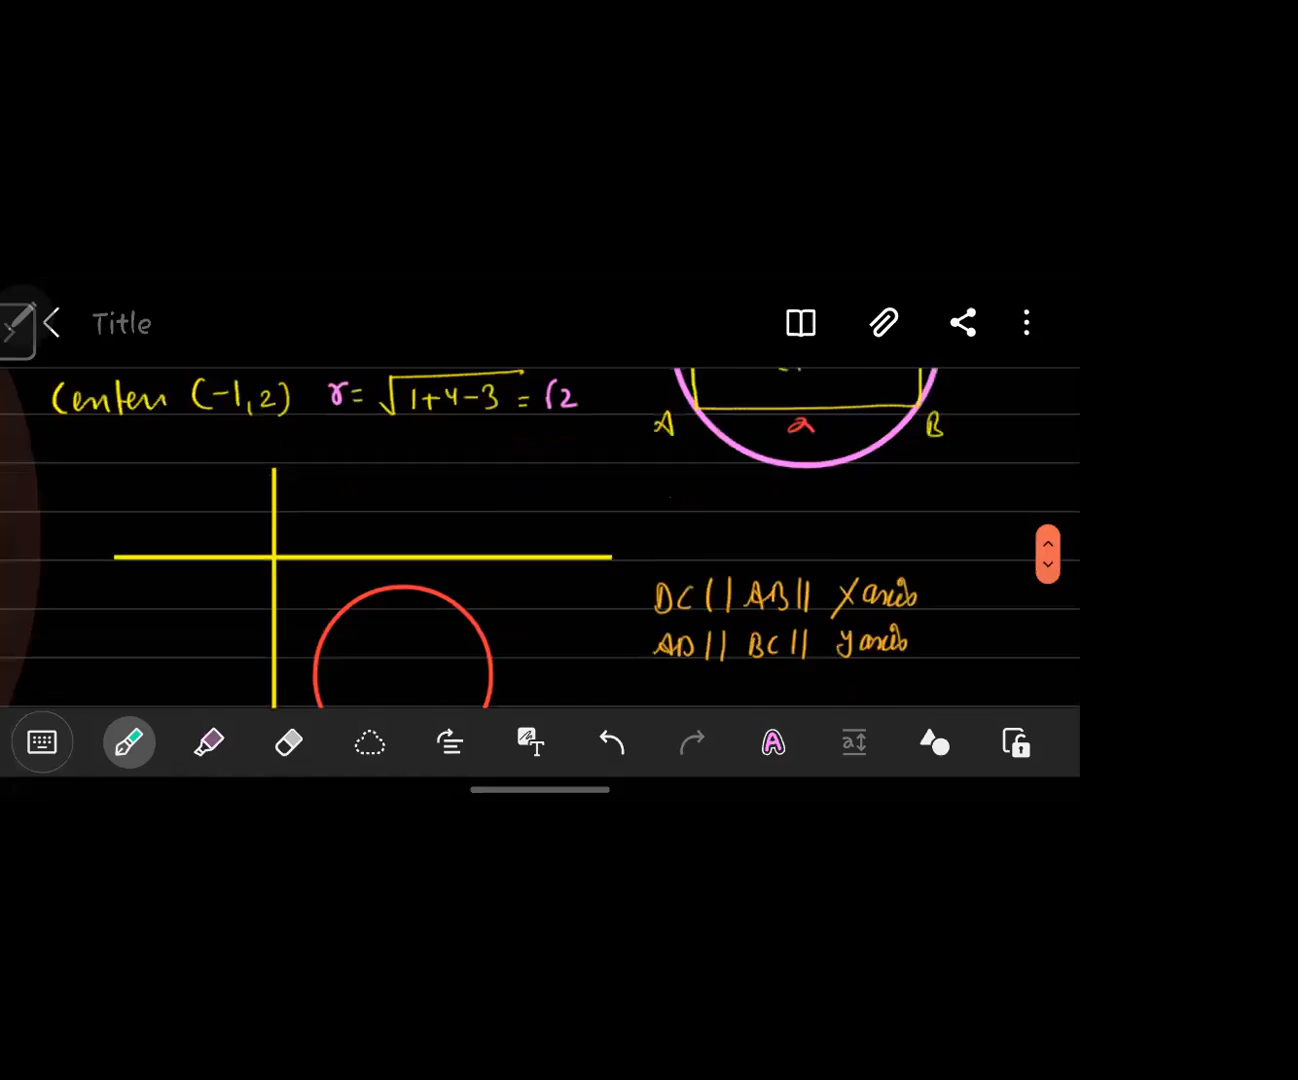 Title
Center (-1,2) r = √1+4-3 = √2
A a B
DC || AB || X axis
AD || BC || y axis